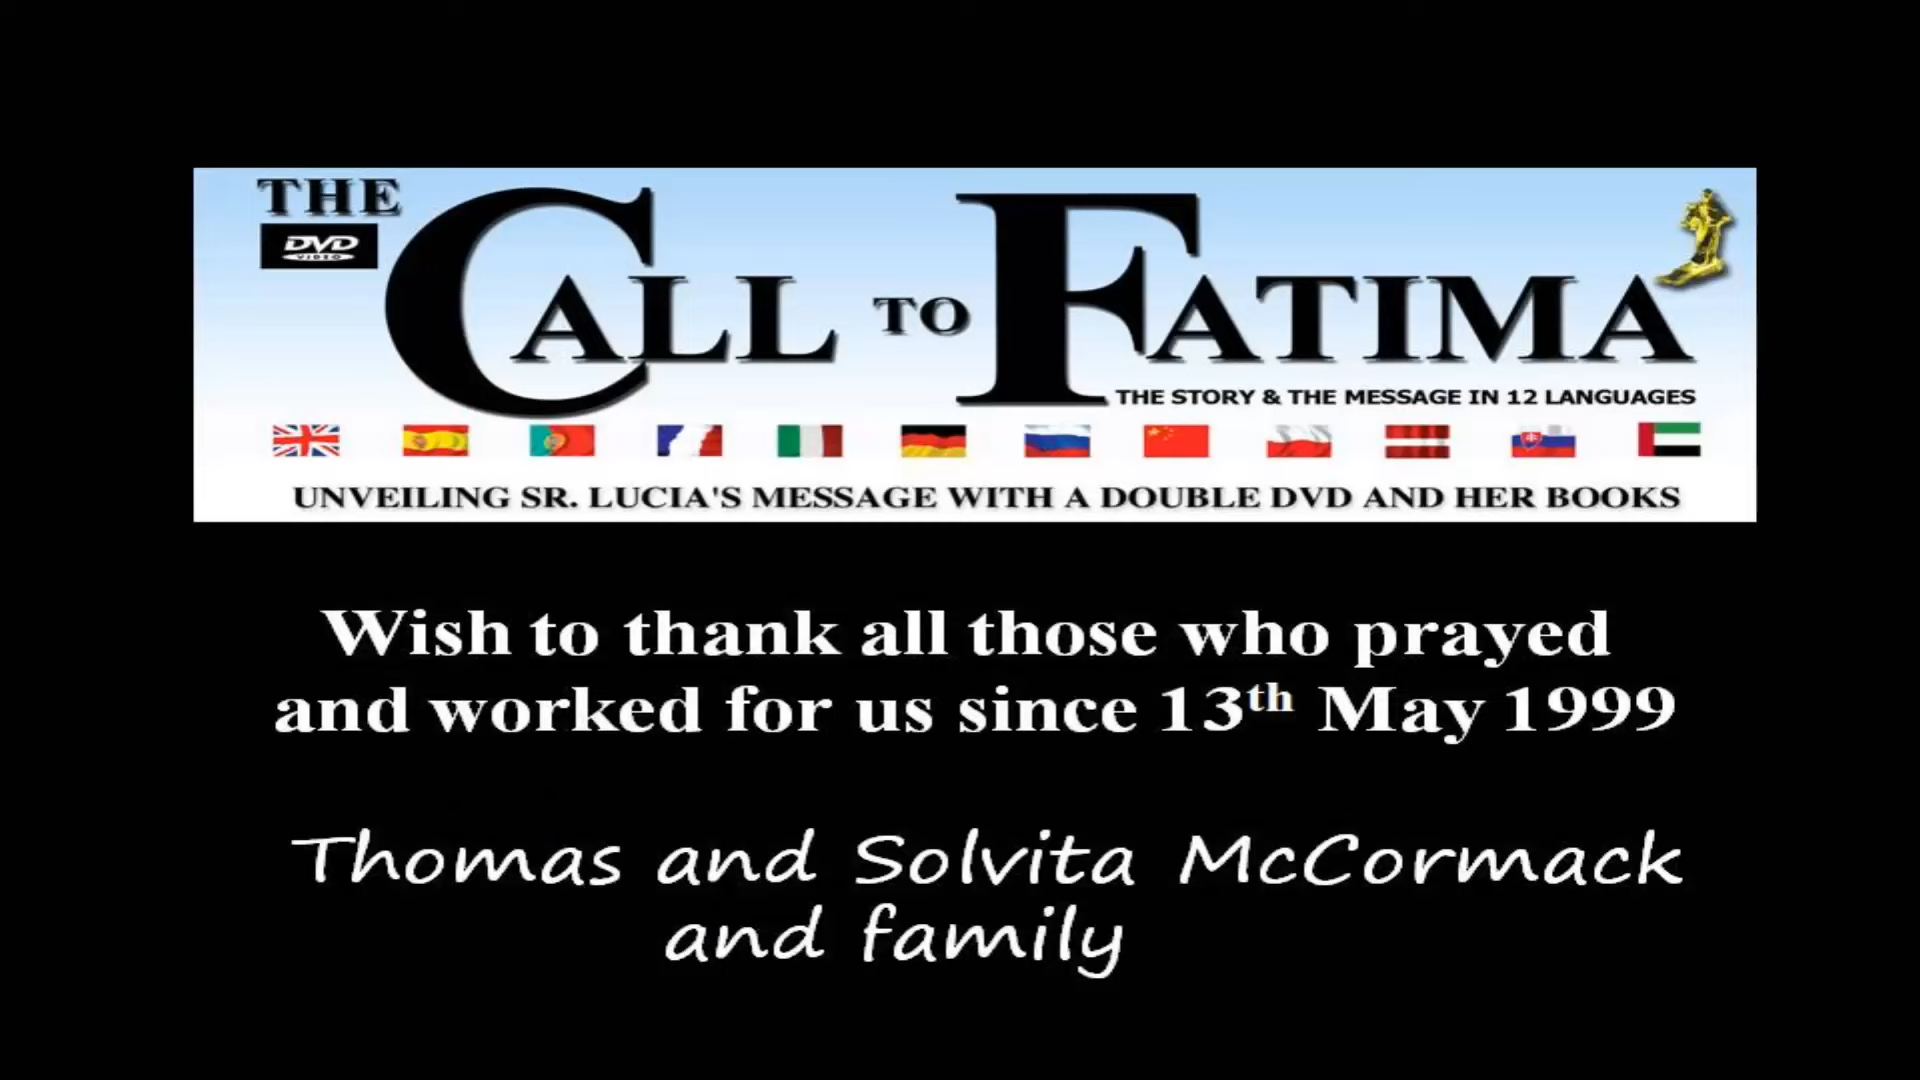 THE
DVD
VIDEO
CALL TO FATIMA
THE STORY & THE MESSAGE IN 12 LANGUAGES
UNVEILING SR. LUCIA'S MESSAGE WITH A DOUBLE DVD AND HER BOOKS
Wish to thank all those who prayed
and worked for us since 13th May 1999
Thomas and Solvita McCormack
and family